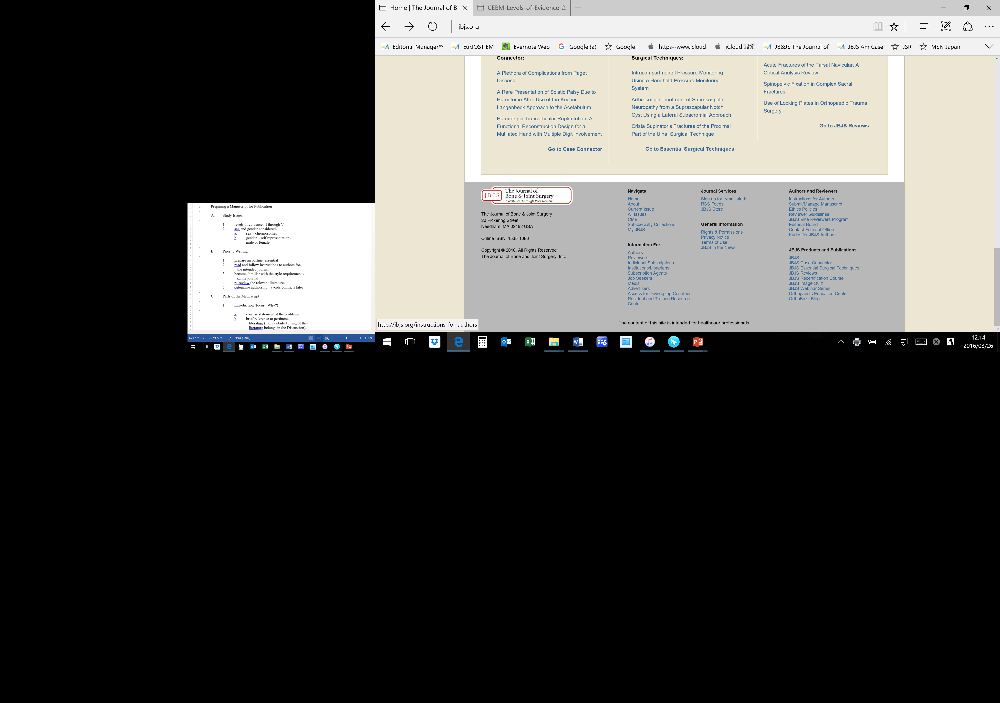 I. Preparing a Manuscript for Publication
A. Study Issues
1. levels of evidence: I through V
2. sex and gender considered
a. sex – chromosomes
b. gender – self representation:
male or female
B. Prior to Writing
1. prepare an outline: essential
2. read and follow instructions to authors for
the intended journal
3. become familiar with the style requirements
of the journal
4. re-review the relevant literature
5. determine authorship: avoids conflicts later
C. Parts of the Manuscript
1. Introduction (focus: Why?)
a. concise statement of the problem
b. brief reference to pertinent
literature (more detailed citing of the
literature belongs in the Discussion)
6/17 ページ 2579 文字 英語 (米国) 100%
Home | The Journal of B
CEBM-Levels-of-Evidence-2.
jbjs.org
Editorial Manager® EurJOST EM Evernote Web Google (2) Google+ https--www.icloud iCloud 設定 JB&JS The Journal of JBJS Am Case JSR MSN Japan
Connector:
A Plethora of Complications from Paget
Disease
A Rare Presentation of Sciatic Palsy Due to
Hematoma After Use of the Kocher-
Langenbeck Approach to the Acetabulum
Heterotopic Transarticular Replantation: A
Functional Reconstruction Design for a
Mutilated Hand with Multiple Digit Involvement
Go to Case Connector
Surgical Techniques:
Intracompartmental Pressure Monitoring
Using a Handheld Pressure Monitoring
System
Arthroscopic Treatment of Suprascapular
Neuropathy from a Suprascapular Notch
Cyst Using a Lateral Subacromial Approach
Crista Supinatoris Fractures of the Proximal
Part of the Ulna: Surgical Technique
Go to Essential Surgical Techniques
Acute Fractures of the Tarsal Navicular: A
Critical Analysis Review
Spinopelvic Fixation in Complex Sacral
Fractures
Use of Locking Plates in Orthopaedic Trauma
Surgery
Go to JBJS Reviews
JBJS
The Journal of
Bone & Joint Surgery
Excellence Through Peer Review
The Journal of Bone & Joint Surgery
20 Pickering Street
Needham, MA 02492 USA
Online ISSN: 1535-1386
Copyright © 2016. All Rights Reserved
The Journal of Bone and Joint Surgery, Inc.
Navigate
Home
About
Current Issue
All Issues
CME
Subspecialty Collections
My JBJS
Information For
Authors
Reviewers
Individual Subscriptions
Institutions/Librarians
Subscription Agents
Job Seekers
Media
Advertisers
Access for Developing Countries
Resident and Trainee Resource
Center
Journal Services
Sign up for e-mail alerts
RSS Feeds
JBJS Store
General Information
Rights & Permissions
Privacy Notice
Terms of Use
JBJS in the News
Authors and Reviewers
Instructions for Authors
Submit/Manage Manuscript
Ethics Policies
Reviewer Guidelines
JBJS Elite Reviewers Program
Editorial Board
Contact Editorial Office
Kudos for JBJS Authors
JBJS Products and Publications
JBJS
JBJS Case Connector
JBJS Essential Surgical Techniques
JBJS Reviews
JBJS Recertification Course
JBJS Image Quiz
JBJS Webinar Series
Orthopaedic Education Center
OrthoBuzz Blog
The content of this site is intended for healthcare professionals.
http://jbjs.org/instructions-for-authors
12:14
2016/03/26